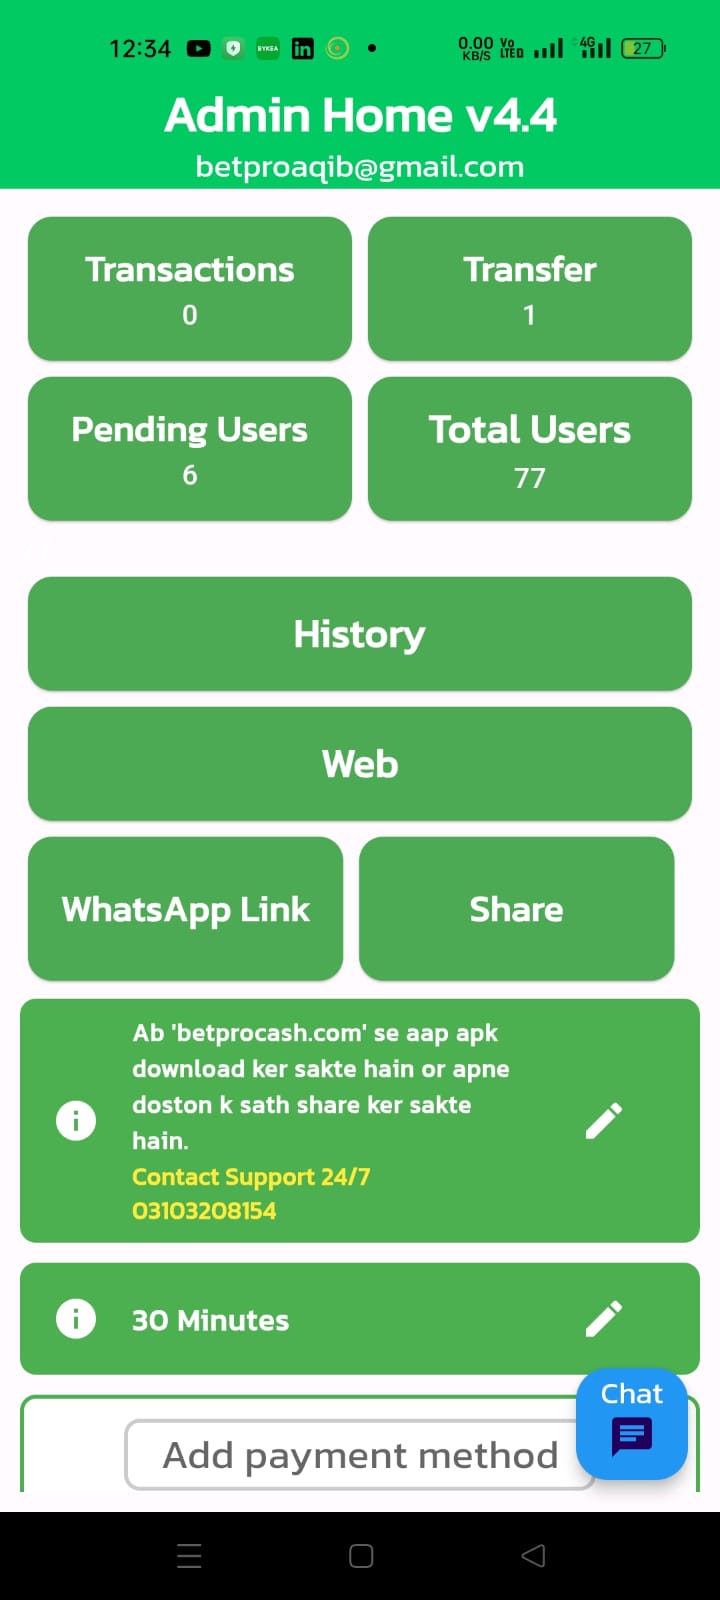 12:34 BYKEA in 0.00 KB/S Vo LTED 4G 27
Admin Home v4.4
betproaqib@gmail.com
Transactions
0
Transfer
1
Pending Users
6
Total Users
77
History
Web
WhatsApp Link
Share
Ab 'betprocash.com' se aap apk
download ker sakte hain or apne
doston k sath share ker sakte
hain.
Contact Support 24/7
03103208154
30 Minutes
Chat
Add payment method